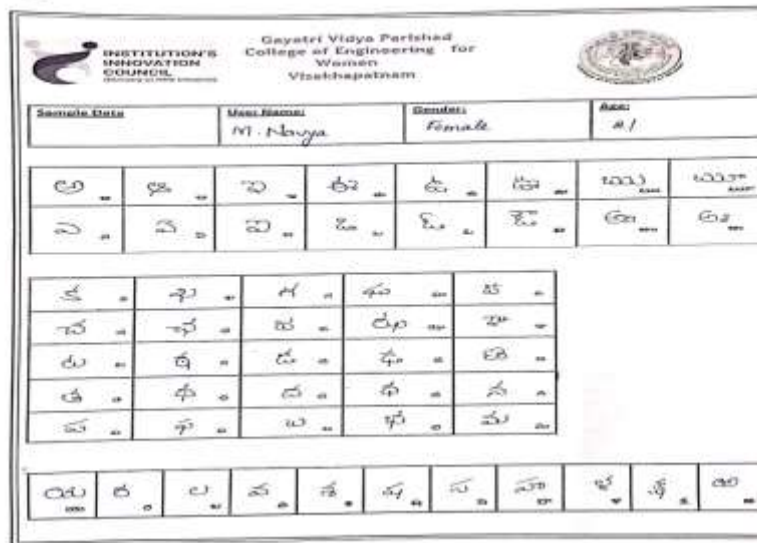 INSTITUTION'S
INNOVATION
COUNCIL
Gayatri Vidya Parishad
College of Engineering for
Women
Visakhapatnam
Sample Data User Name: Gender: Age:
M. Navya Female 21
అ ఆ ఇ ఈ ఉ ఊ ఋ ౠ
ఎ ఏ ఐ ఒ ఓ ఔ అం అః
క ఖ గ ఘ ఙ
చ ఛ జ ఝ ఞ
ట ఠ డ ఢ ణ
త థ ద ధ న
ప ఫ బ భ మ
య ర ల వ శ ష స హ ళ క్ష ఱ